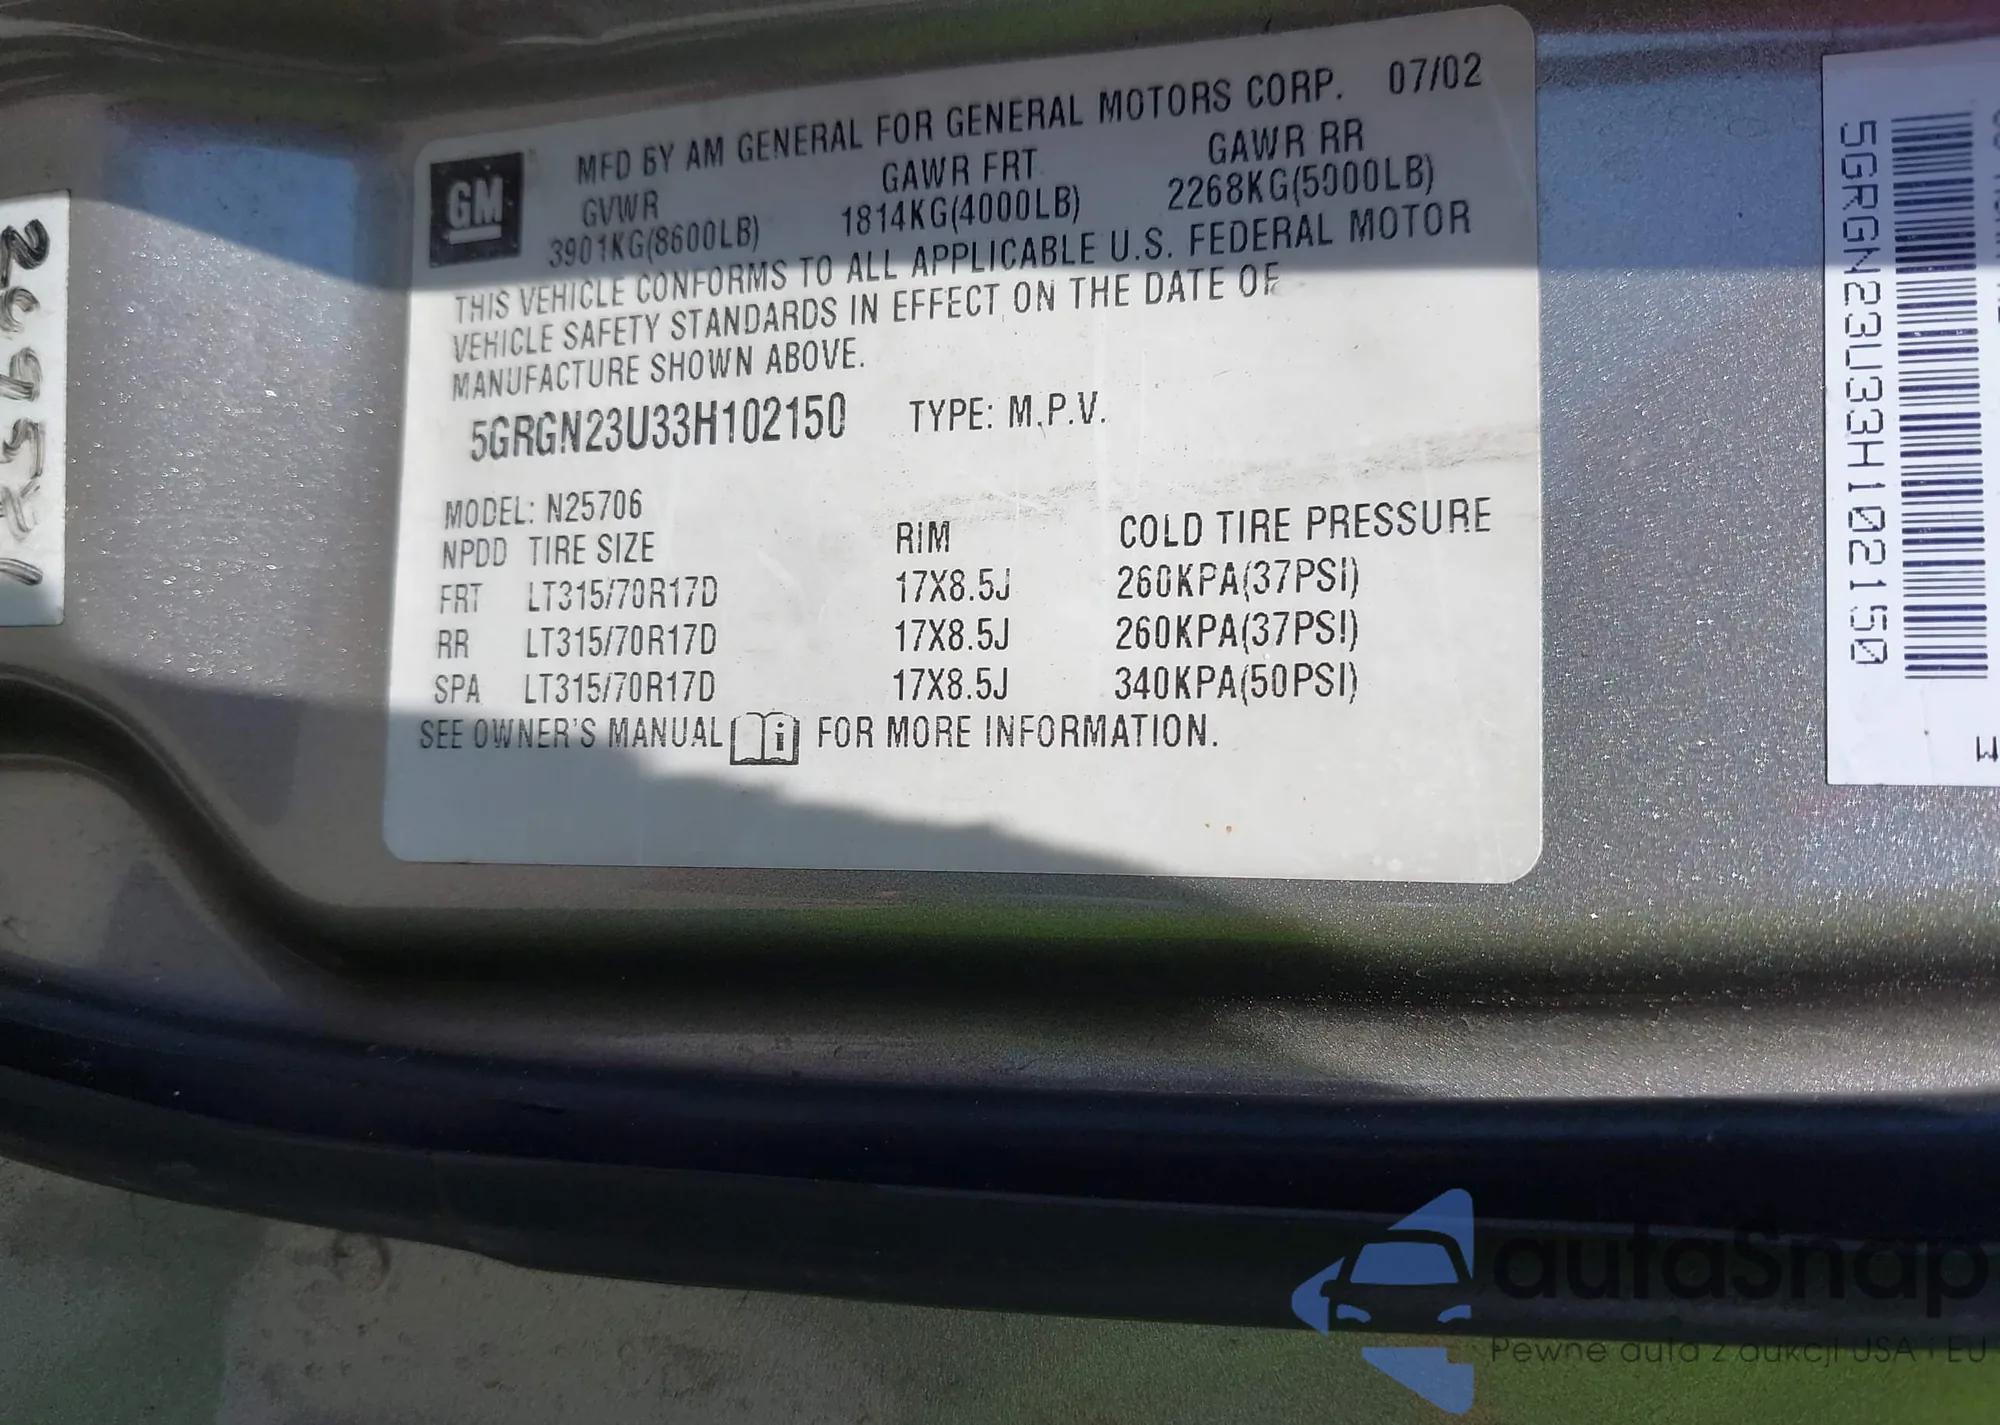 GM
MFD BY AM GENERAL FOR GENERAL MOTORS CORP. 07/02
GVWR GAWR FRT GAWR RR
3901KG(8600LB) 1814KG(4000LB) 2268KG(5000LB)
THIS VEHICLE CONFORMS TO ALL APPLICABLE U.S. FEDERAL MOTOR
VEHICLE SAFETY STANDARDS IN EFFECT ON THE DATE OF
MANUFACTURE SHOWN ABOVE.
5GRGN23U33H102150 TYPE: M.P.V.
MODEL: N25706
NPDD TIRE SIZE RIM COLD TIRE PRESSURE
FRT LT315/70R17D 17X8.5J 260KPA(37PSI)
RR LT315/70R17D 17X8.5J 260KPA(37PSI)
SPA LT315/70R17D 17X8.5J 340KPA(50PSI)
SEE OWNER'S MANUAL i FOR MORE INFORMATION.
5GRGN23U33H102150
autaSnap
Pewne auta z aukcji USA i EU